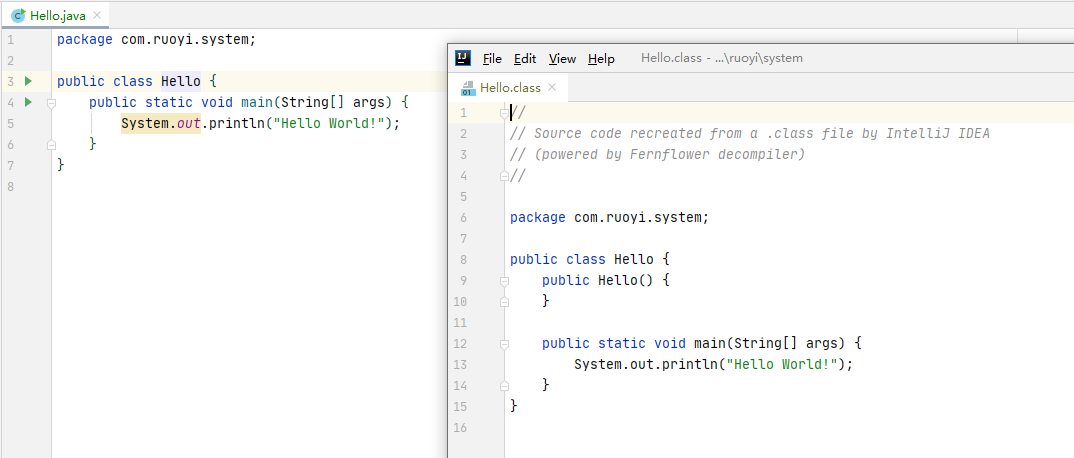 Hello.java
1 package com.ruoyi.system;
2
3 public class Hello {
4     public static void main(String[] args) {
5         System.out.println("Hello World!");
6     }
7 }
8
IJ File Edit View Help Hello.class - ...\ruoyi\system
01 Hello.class
1 //
2 // Source code recreated from a .class file by IntelliJ IDEA
3 // (powered by Fernflower decompiler)
4 //
5
6 package com.ruoyi.system;
7
8 public class Hello {
9     public Hello() {
10     }
11
12     public static void main(String[] args) {
13         System.out.println("Hello World!");
14     }
15 }
16